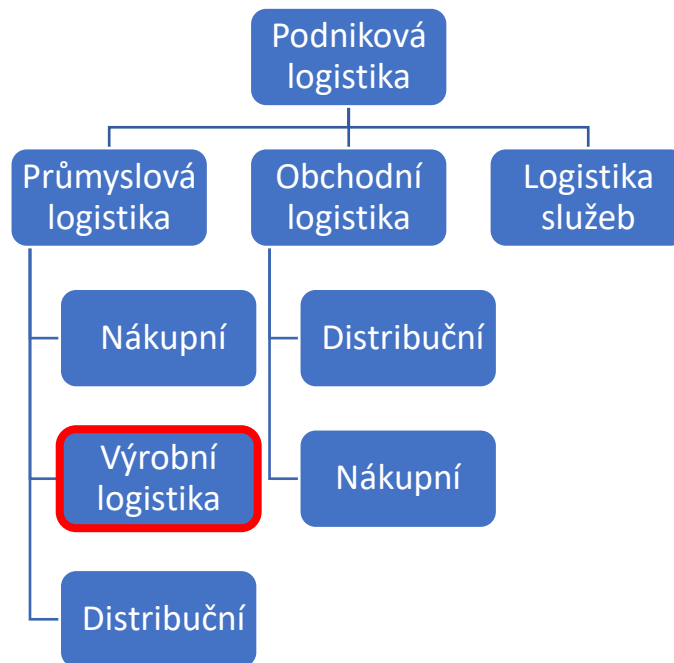 Podniková
logistika
Průmyslová
logistika
Obchodní
logistika
Logistika
služeb
Nákupní
Výrobní
logistika
Distribuční
Distribuční
Nákupní